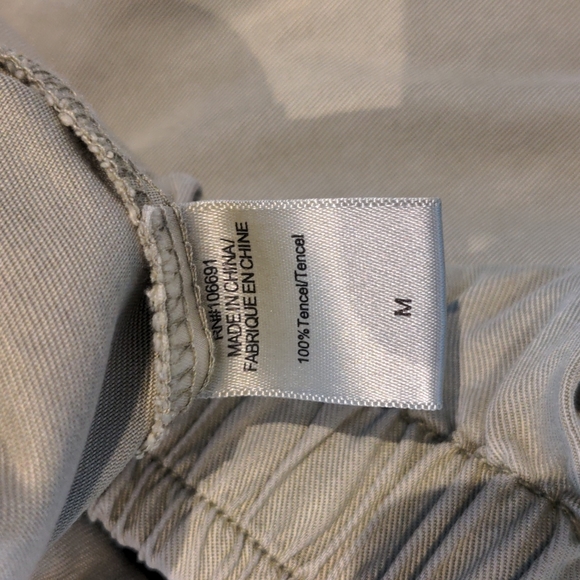 RN#106691
MADE IN CHINA/
FABRIQUE EN CHINE
100%Tencel/Tencel
M